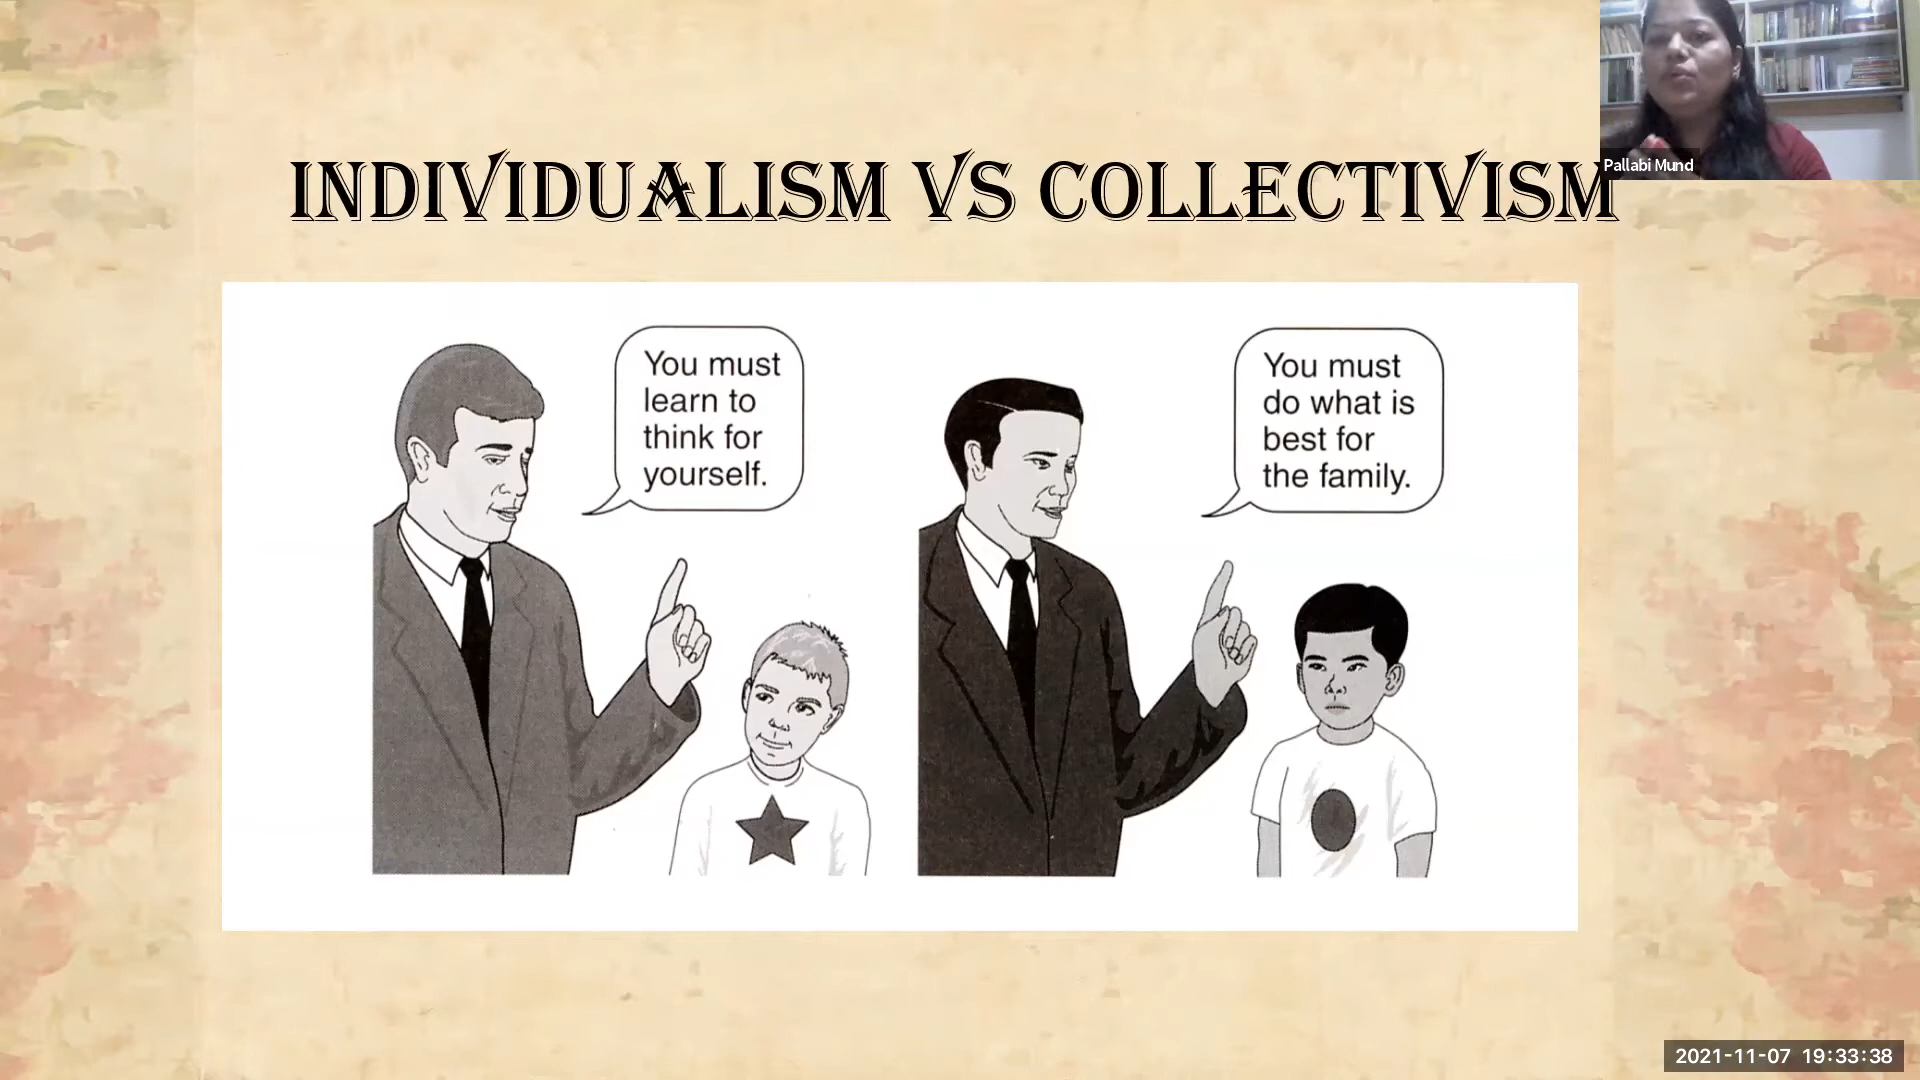 Pallabi Mund
INDIVIDUALISM VS COLLECTIVISM
You must
learn to
think for
yourself.
You must
do what is
best for
the family.
2021-11-07 19:33:38